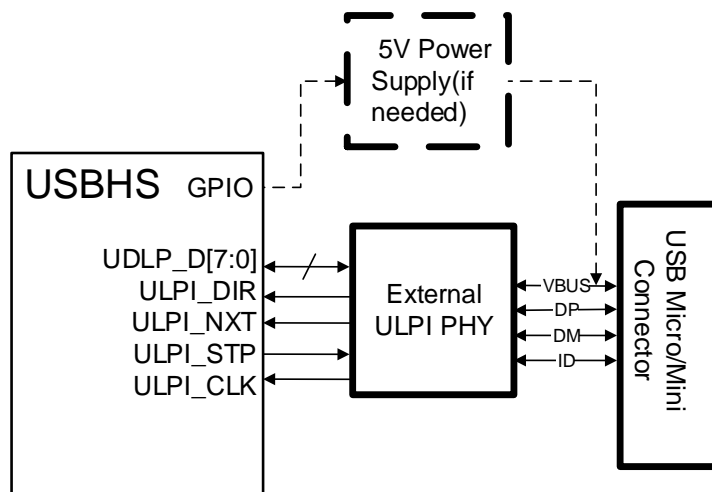 5V Power
Supply(if
needed)
USBHS
GPIO
UDLP_D[7:0]
ULPI_DIR
ULPI_NXT
ULPI_STP
ULPI_CLK
External
ULPI PHY
VBUS
DP
DM
ID
USB Micro/Mini
Connector